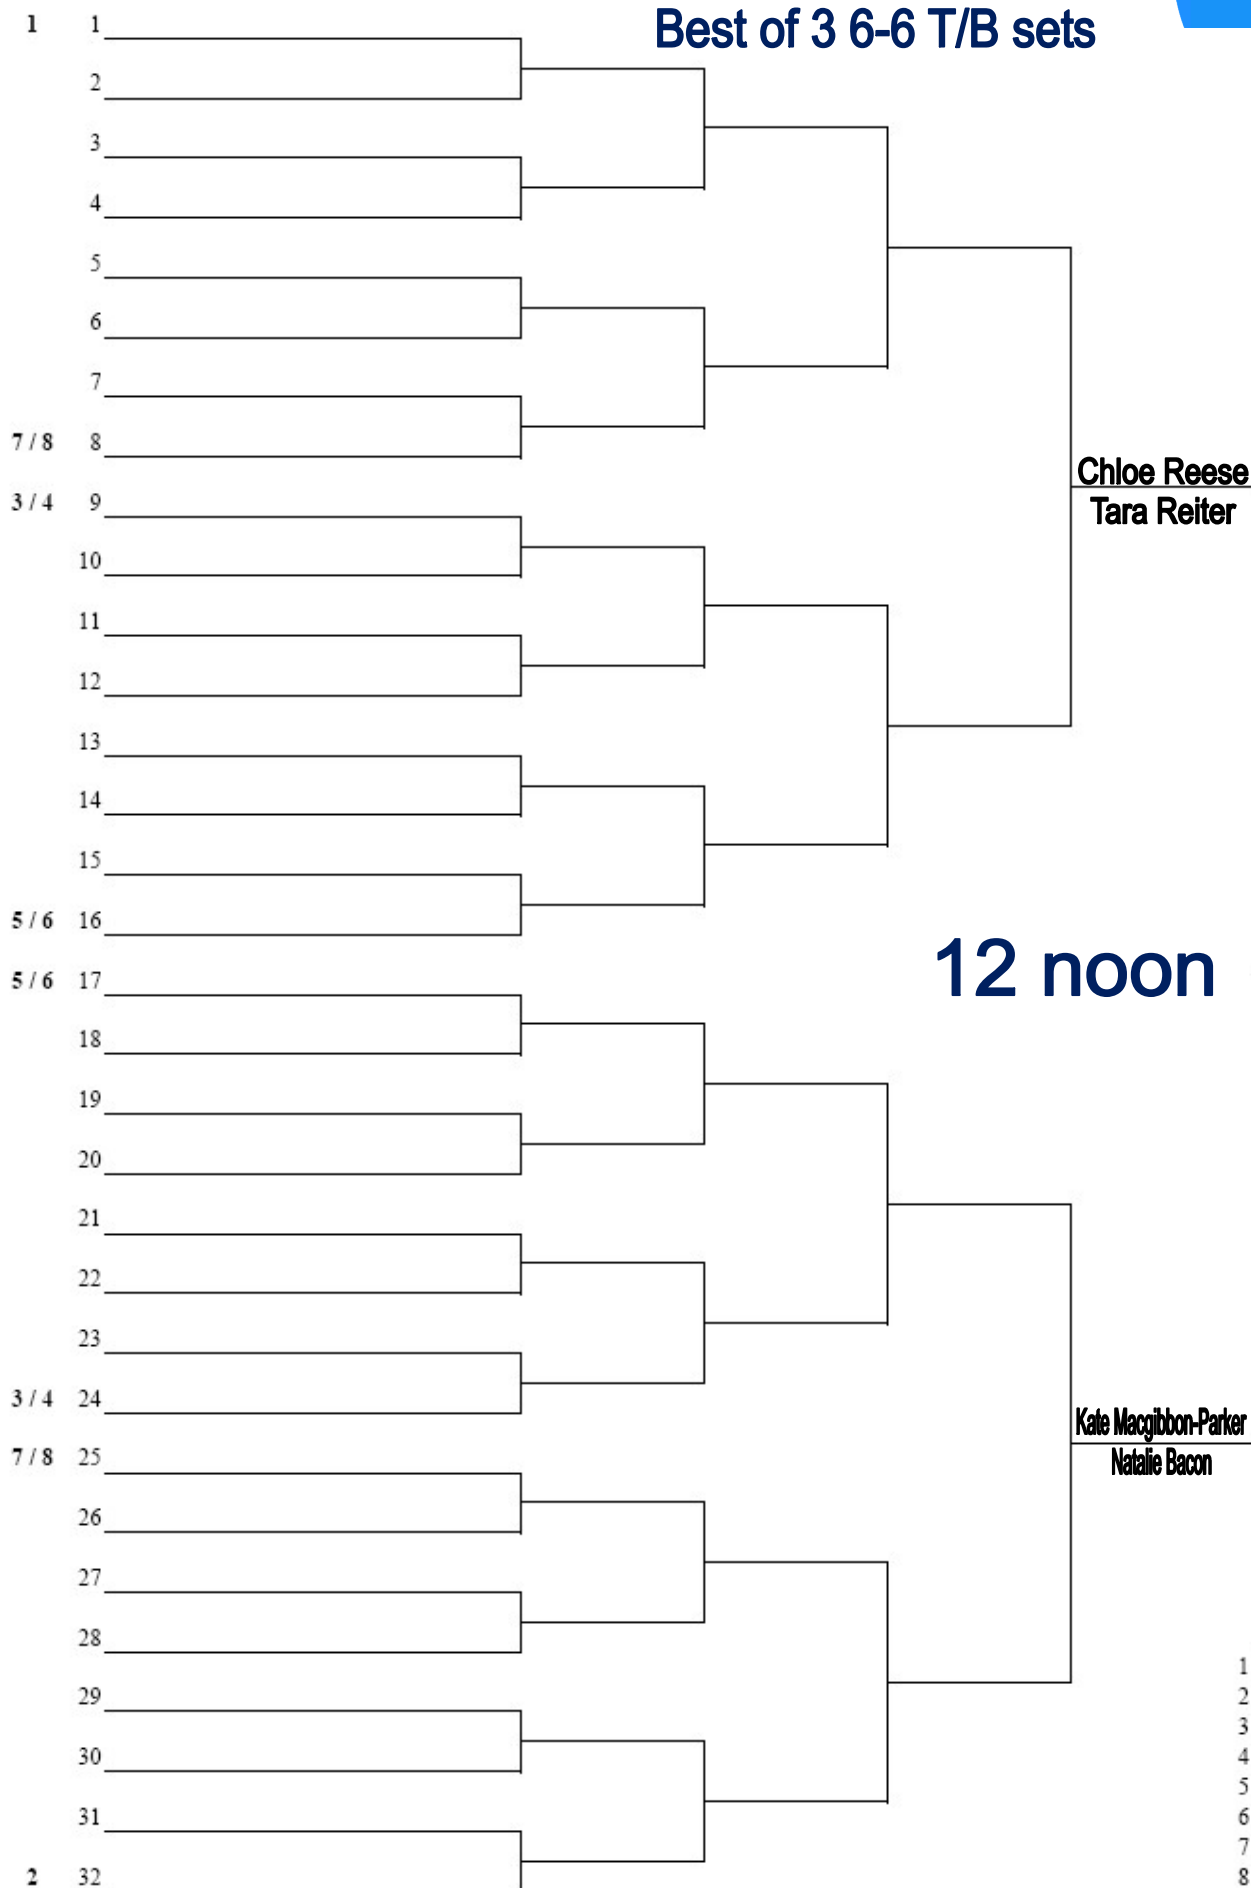 Best of 3 6-6 T/B sets
1 1
2
3
4
5
6
7
7 / 8 8
Chloe Reese
3 / 4 9
Tara Reiter
10
11
12
13
14
15
5 / 6 16
12 noon
5 / 6 17
18
19
20
21
22
23
3 / 4 24
Kate Macgibbon-Parker
7 / 8 25
Natalie Bacon
26
27
28
1
29
2
3
30
4
5
31
6
7
2 32
8